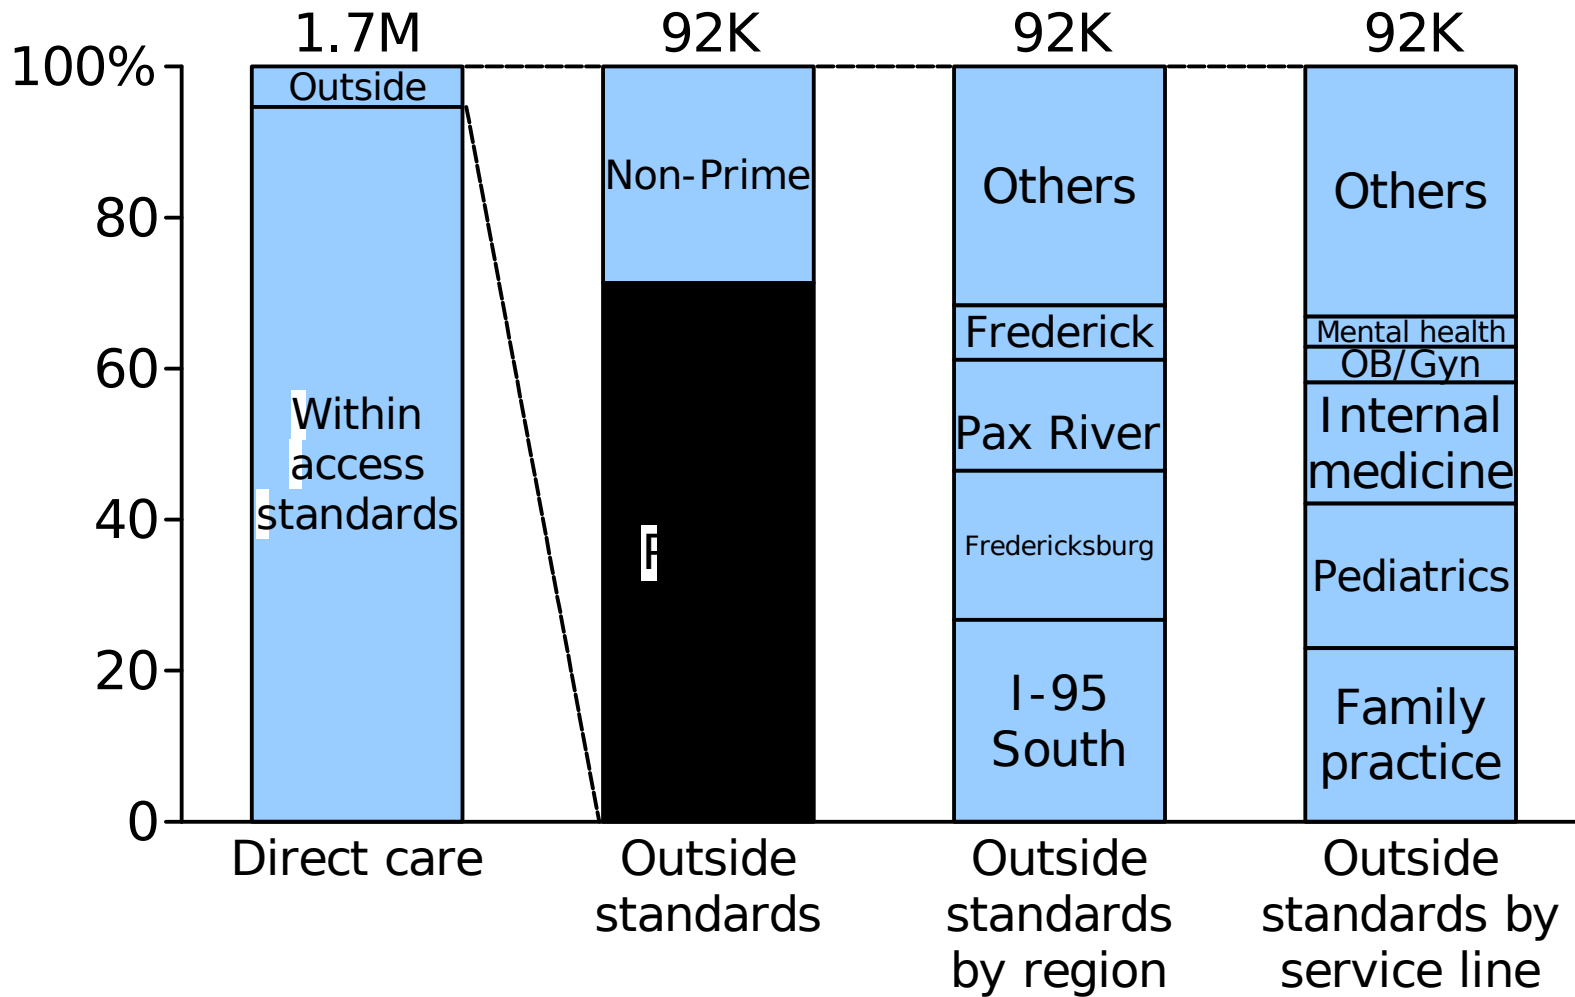 1.7M 92K 92K 92K
100%
80
60
40
20
0
Outside
Within
access
standards
Non-Prime
Others
Frederick
Pax River
Fredericksburg
I-95
South
Others
Mental health
OB/Gyn
Internal
medicine
Pediatrics
Family
practice
Direct care
Outside
standards
Outside
standards
by region
Outside
standards by
service line